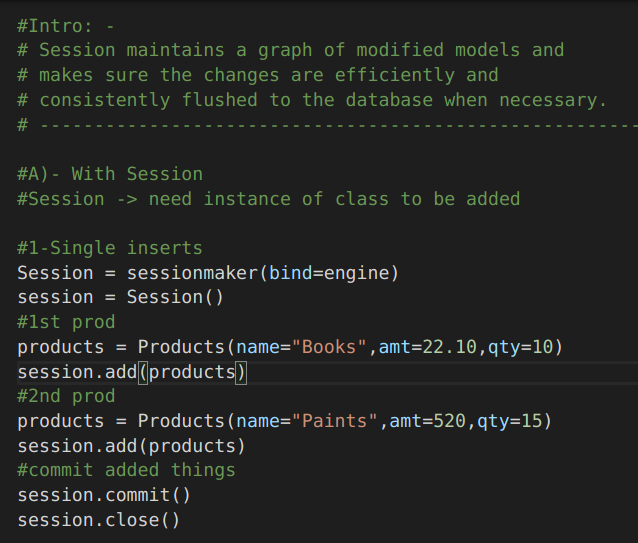 #Intro: -
# Session maintains a graph of modified models and
# makes sure the changes are efficiently and
# consistently flushed to the database when necessary.
# -------------------------------------------------------
#A)- With Session
#Session -> need instance of class to be added
#1-Single inserts
Session = sessionmaker(bind=engine)
session = Session()
#1st prod
products = Products(name="Books",amt=22.10,qty=10)
session.add(products)
#2nd prod
products = Products(name="Paints",amt=520,qty=15)
session.add(products)
#commit added things
session.commit()
session.close()